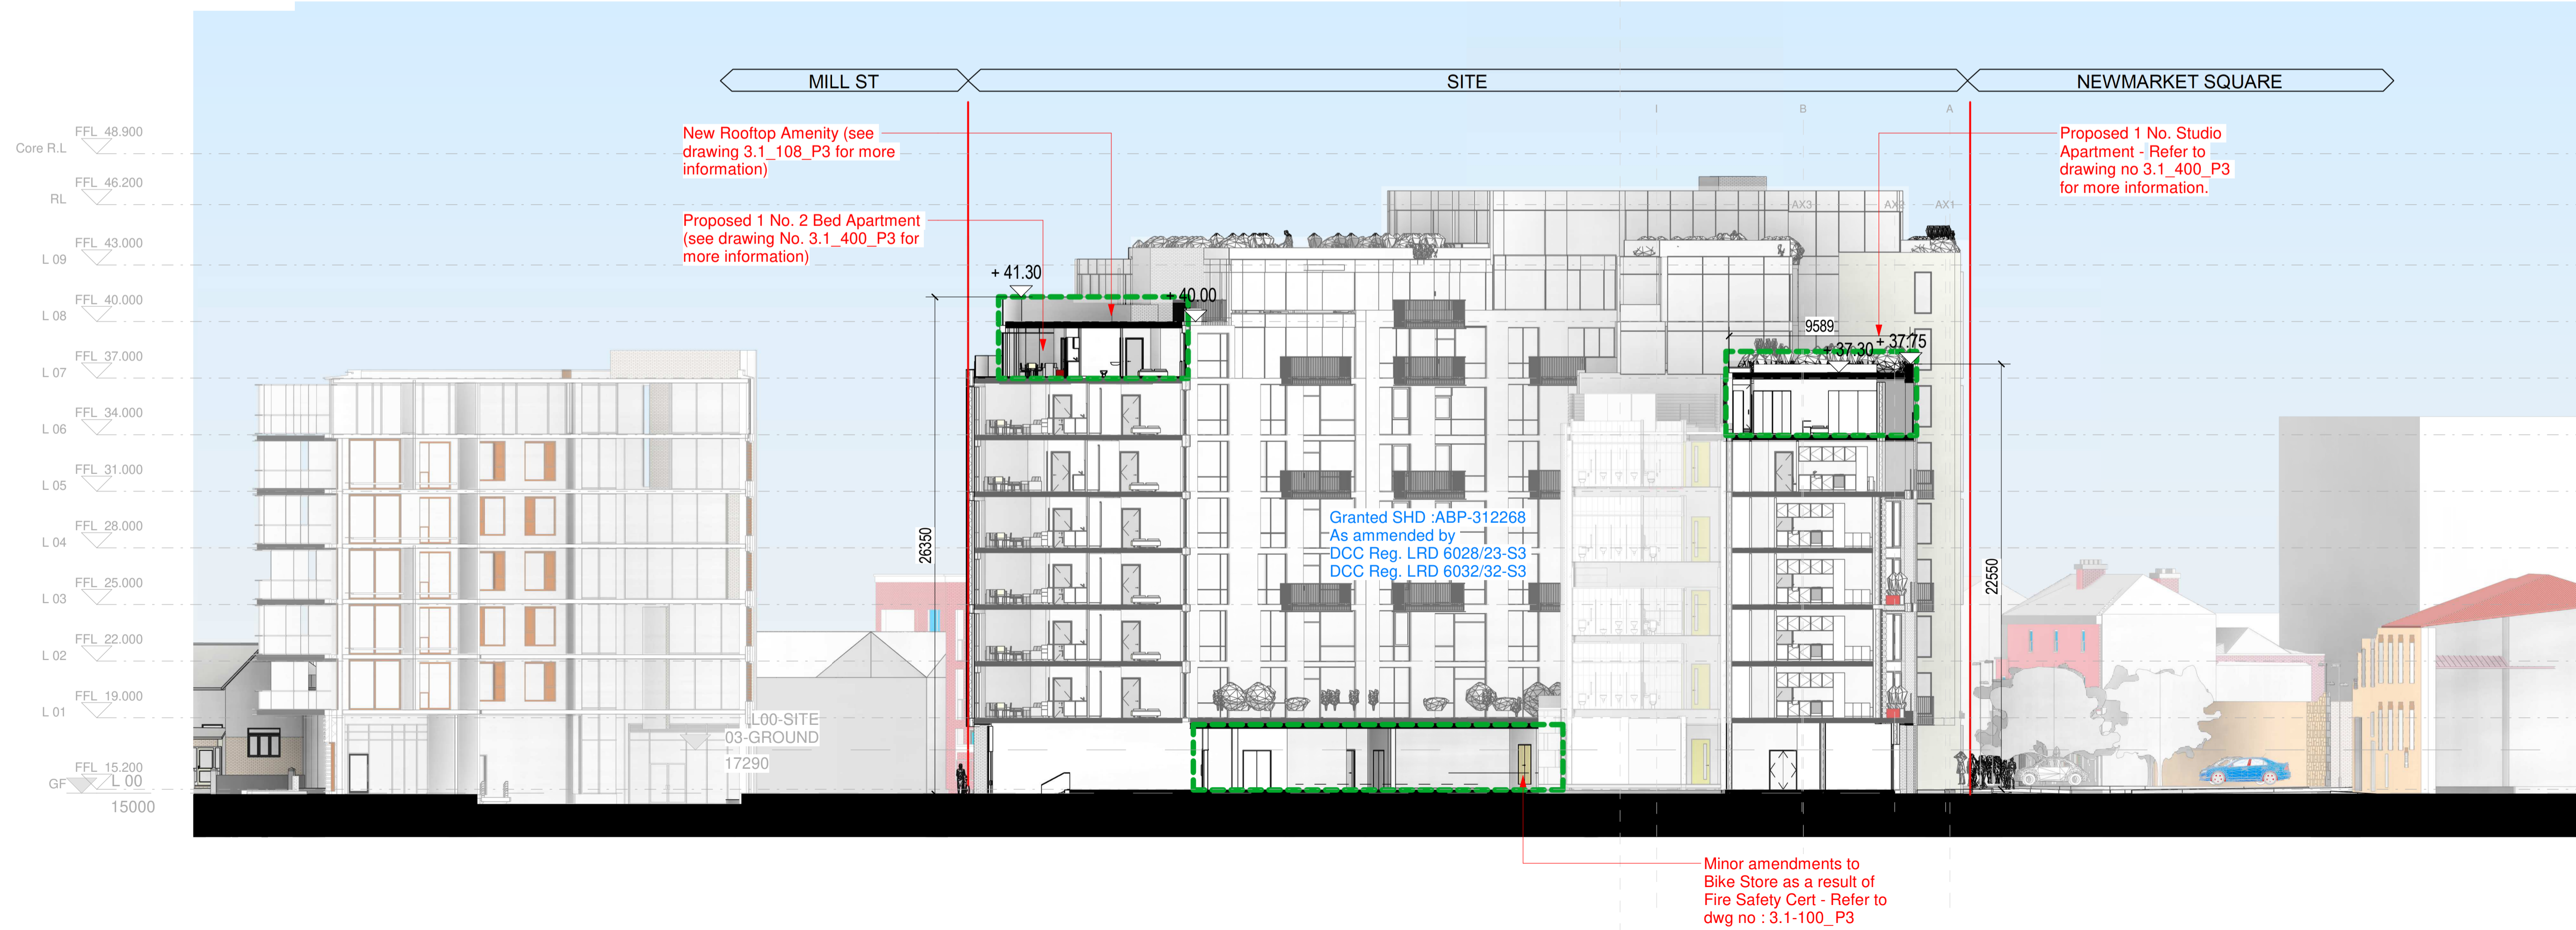 MILL ST
SITE
NEWMARKET SQUARE
I
B
A
New Rooftop Amenity (see
drawing 3.1_108_P3 for more
information)
Proposed 1 No. 2 Bed Apartment
(see drawing No. 3.1_400_P3 for
more information)
Proposed 1 No. Studio
Apartment - Refer to
drawing no 3.1_400_P3
for more information.
FFL 48.900
Core R.L
FFL 46.200
RL
FFL 43.000
L 09
FFL 40.000
L 08
FFL 37.000
L 07
FFL 34.000
L 06
FFL 31.000
L 05
FFL 28.000
L 04
FFL 25.000
L 03
FFL 22.000
L 02
FFL 19.000
L 01
FFL 15.200
GF
L 00
15000
AX3
AX2
AX1
+ 41.30
+ 40.00
9589
+ 37.30
+ 37.75
26350
22550
Granted SHD :ABP-312268
As ammended by
DCC Reg. LRD 6028/23-S3
DCC Reg. LRD 6032/32-S3
L00-SITE
03-GROUND
17290
Minor amendments to
Bike Store as a result of
Fire Safety Cert - Refer to
dwg no : 3.1-100_P3